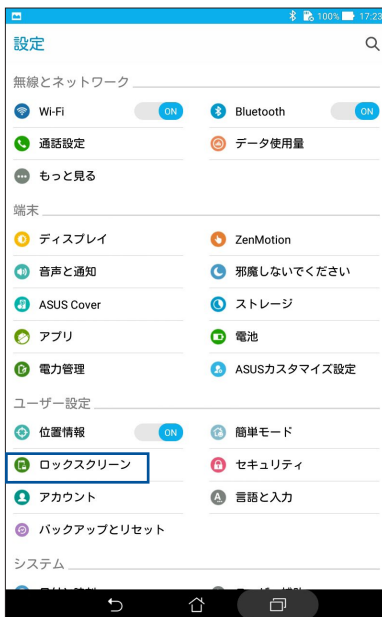 100% 17:23
設定
無線とネットワーク
Wi-Fi ON Bluetooth ON
通話設定 データ使用量
もっと見る
端末
ディスプレイ ZenMotion
音声と通知 邪魔しないでください
ASUS Cover ストレージ
アプリ 電池
電力管理 ASUSカスタマイズ設定
ユーザー設定
位置情報 ON 簡単モード
ロックスクリーン セキュリティ
アカウント 言語と入力
A
バックアップとリセット
システム